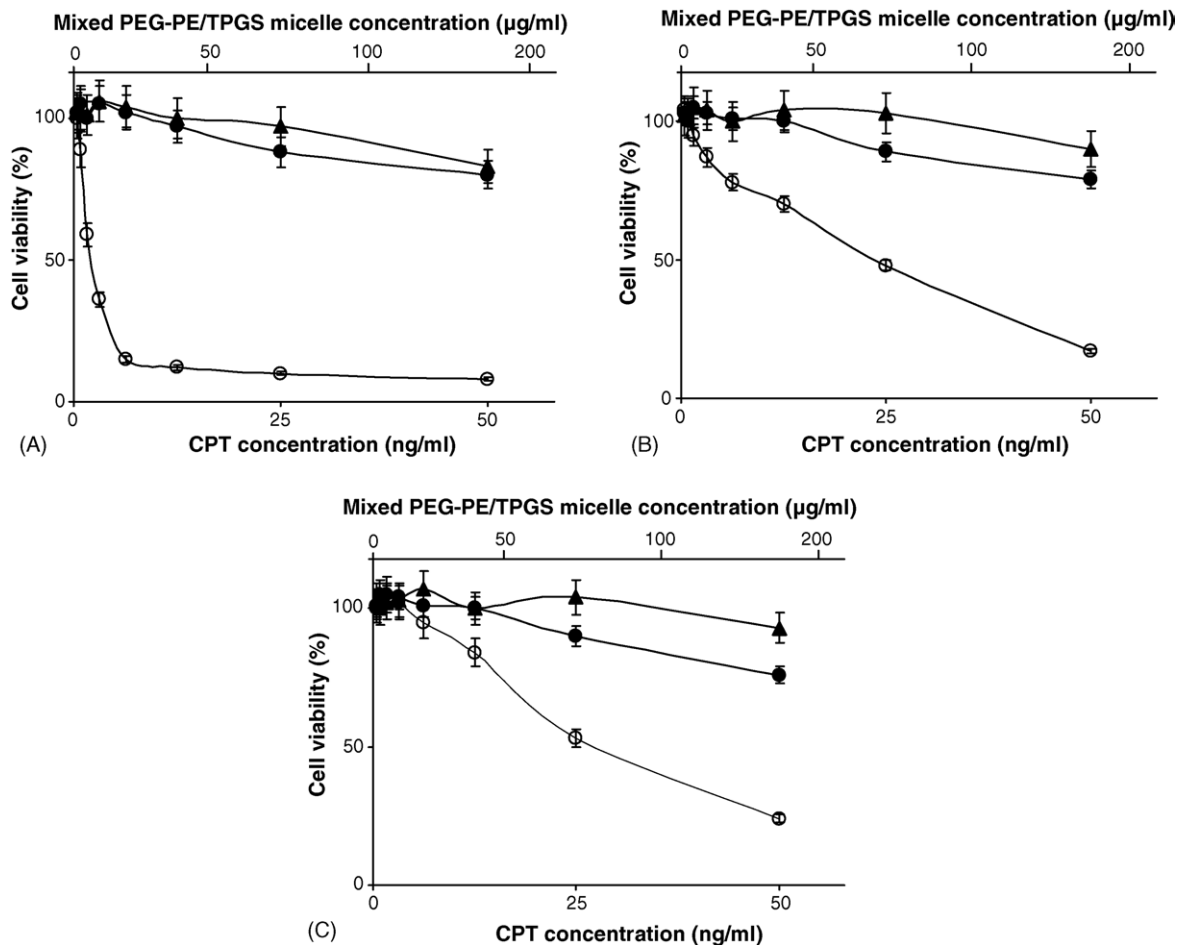 Mixed PEG-PE/TPGS micelle concentration (µg/ml)
0 50 100 200
100
50
0
Cell viability (%)
0 25 50
(A)
CPT concentration (ng/ml)
Mixed PEG-PE/TPGS micelle concentration (µg/ml)
0 50 100 200
100
50
0
Cell viability (%)
0 25 50
(B)
CPT concentration (ng/ml)
Mixed PEG-PE/TPGS micelle concentration (µg/ml)
0 50 100 200
100
50
0
Cell viability (%)
0 25 50
(C)
CPT concentration (ng/ml)